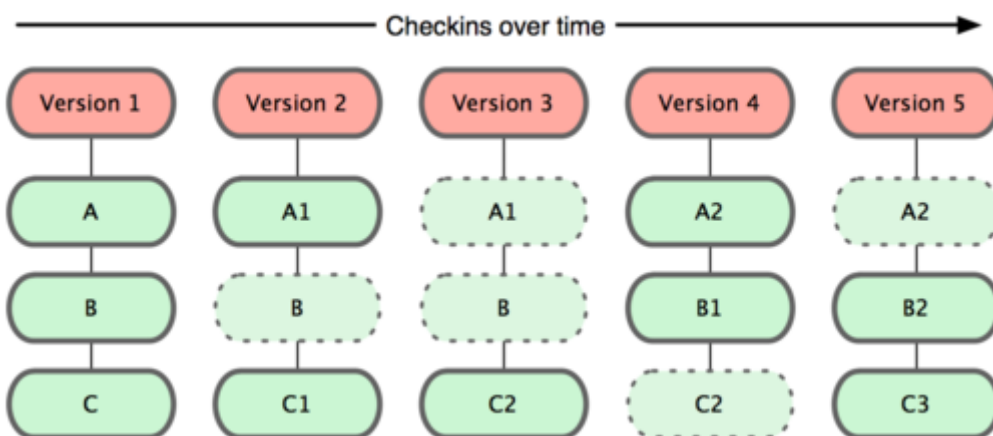 Checkins over time
Version 1 Version 2 Version 3 Version 4 Version 5
A A1 A1 A2 A2
B B B B1 B2
C C1 C2 C2 C3